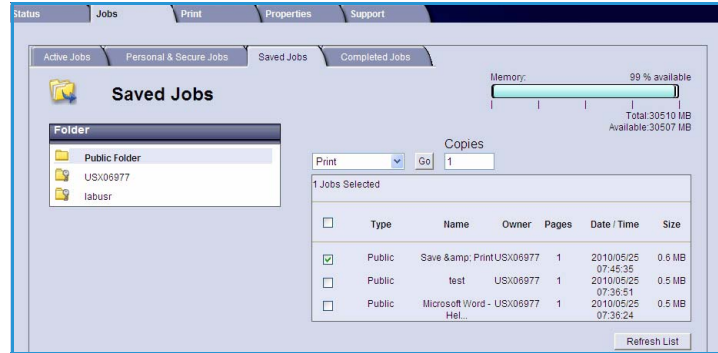 Status Jobs Print Properties Support
Active Jobs Personal & Secure Jobs Saved Jobs Completed Jobs
Saved Jobs
Memory: 99 % available
Total:30510 MB
Available:30507 MB
Folder
Public Folder
USX06977
labusr
Copies
Print Go 1
1 Jobs Selected
Type Name Owner Pages Date / Time Size
Public Save &amp; Print USX06977 1 2010/05/25 0.6 MB
07:45:35
Public test USX06977 1 2010/05/25 0.5 MB
07:36:51
Public Microsoft Word - USX06977 1 2010/05/25 0.5 MB
Hel... 07:36:24
Refresh List